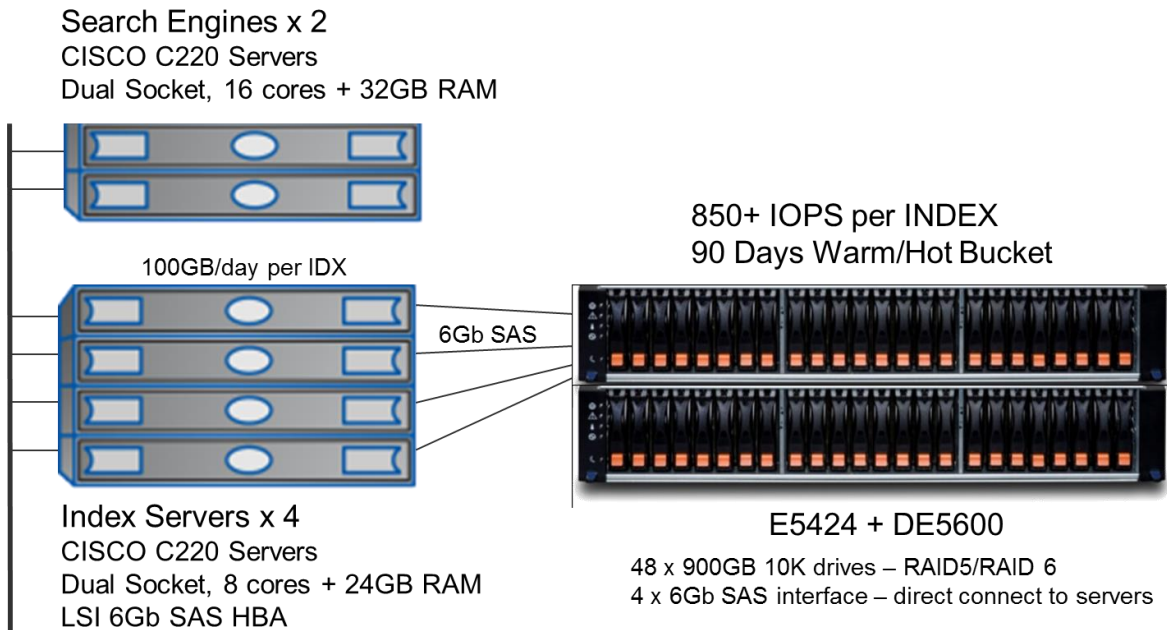 Search Engines x 2
CISCO C220 Servers
Dual Socket, 16 cores + 32GB RAM
850+ IOPS per INDEX
90 Days Warm/Hot Bucket
100GB/day per IDX
6Gb SAS
Index Servers x 4
CISCO C220 Servers
Dual Socket, 8 cores + 24GB RAM
LSI 6Gb SAS HBA
E5424 + DE5600
48 x 900GB 10K drives – RAID5/RAID 6
4 x 6Gb SAS interface – direct connect to servers